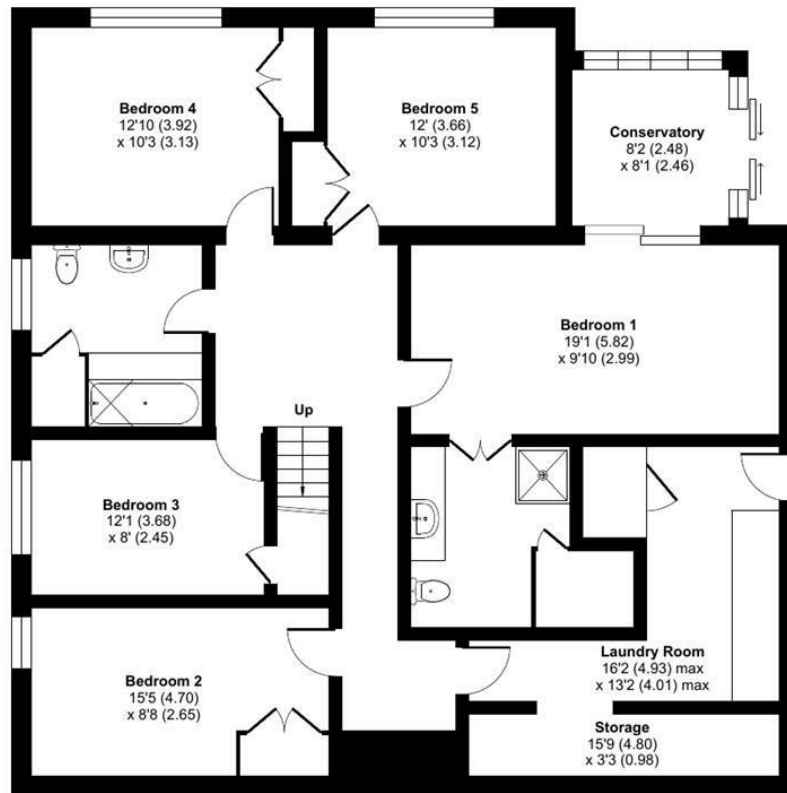 Bedroom 4
12'10 (3.92)
x 10'3 (3.13)
Bedroom 5
12' (3.66)
x 10'3 (3.12)
Conservatory
8'2 (2.48)
x 8'1 (2.46)
Bedroom 1
19'1 (5.82)
x 9'10 (2.99)
Up
Bedroom 3
12'1 (3.68)
x 8' (2.45)
Bedroom 2
15'5 (4.70)
x 8'8 (2.65)
Laundry Room
16'2 (4.93) max
x 13'2 (4.01) max
Storage
15'9 (4.80)
x 3'3 (0.98)